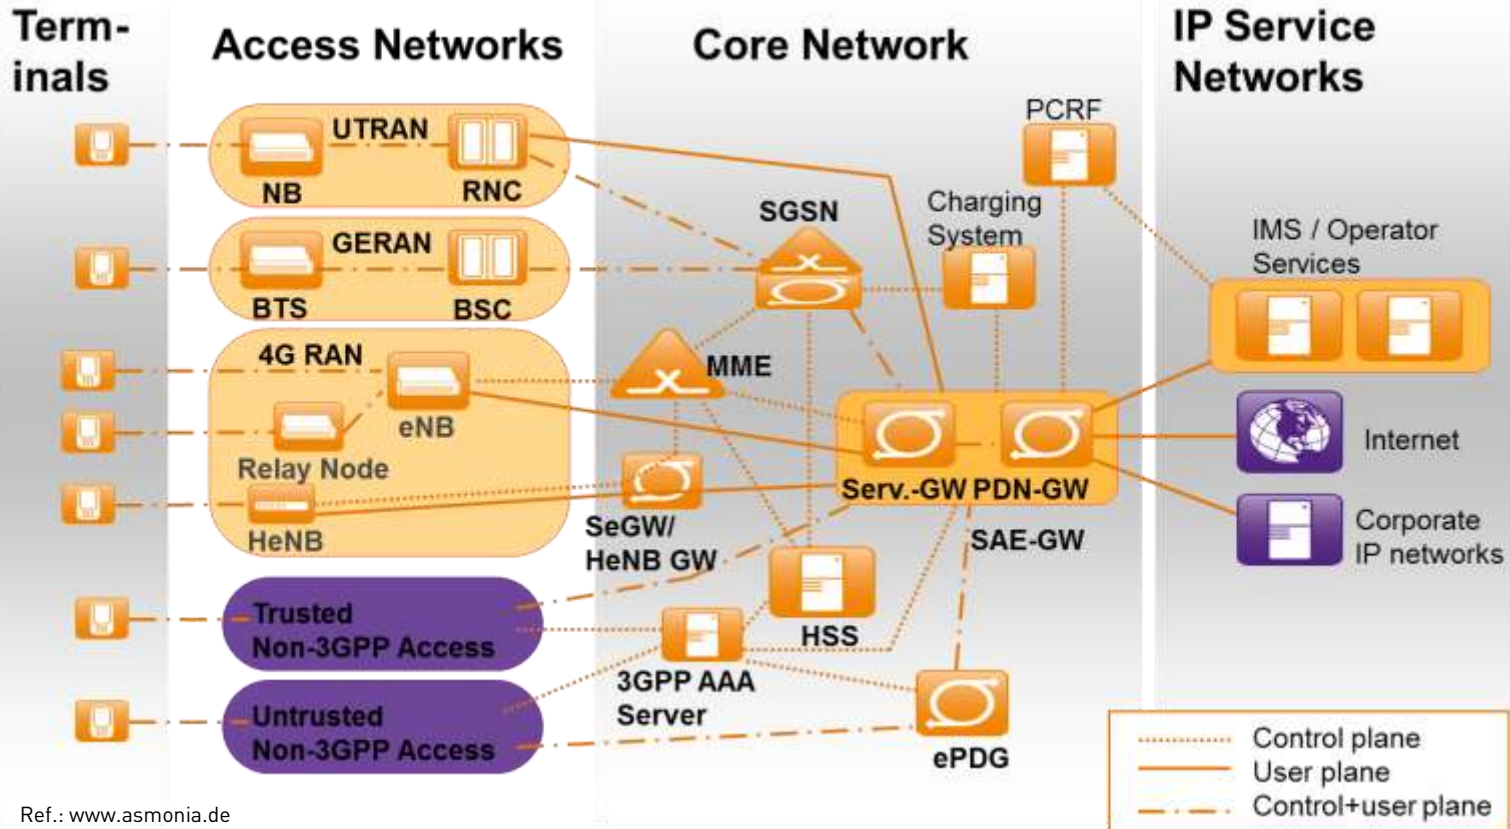 Term-
inals
Access Networks
Core Network
IP Service
Networks
UTRAN
NB
RNC
GERAN
BTS
BSC
4G RAN
eNB
Relay Node
HeNB
Trusted
Non-3GPP Access
Untrusted
Non-3GPP Access
SGSN
MME
SeGW/
HeNB GW
HSS
3GPP AAA
Server
ePDG
Charging
System
PCRF
Serv.-GW
PDN-GW
SAE-GW
IMS / Operator
Services
Internet
Corporate
IP networks
Control plane
User plane
Control+user plane
Ref.: www.asmonia.de